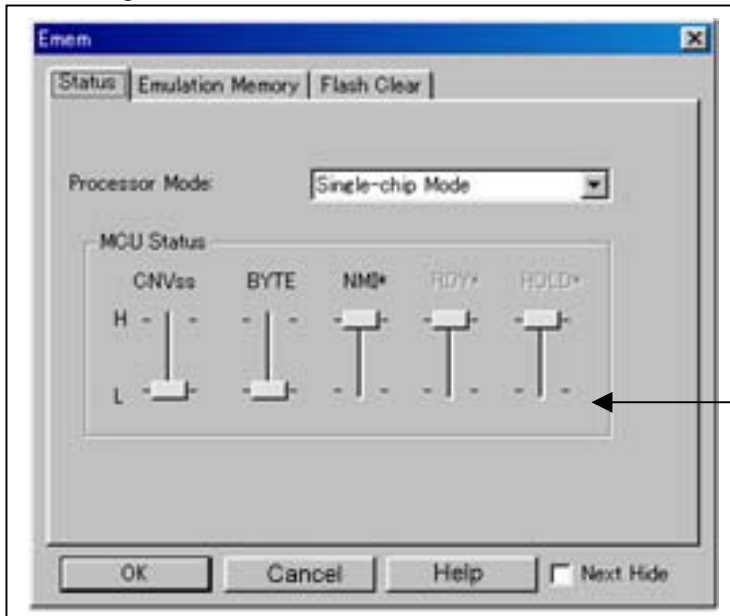 Emem
Status Emulation Memory Flash Clear
Processor Mode: Single-chip Mode
MCU Status
CNVss BYTE NMI* RDY* HOLD*
H
L
OK Cancel Help Next Hide